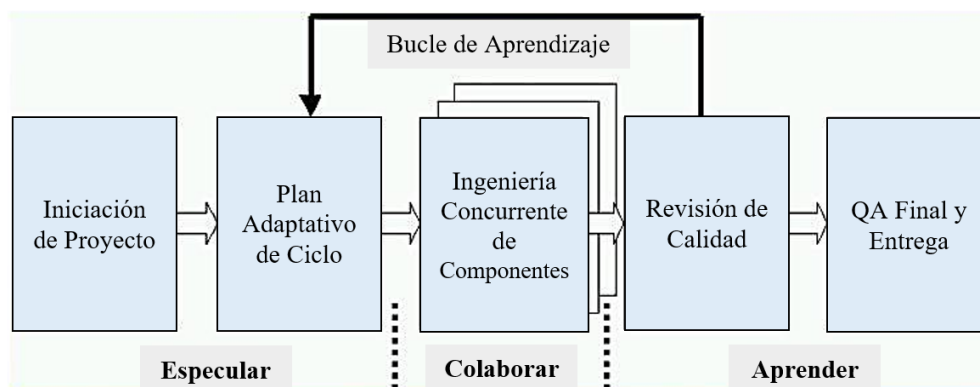 Bucle de Aprendizaje
Iniciación
de Proyecto
Plan
Adaptativo
de Ciclo
Ingeniería
Concurrente
de
Componentes
Revisión de
Calidad
QA Final y
Entrega
Especular
Colaborar
Aprender